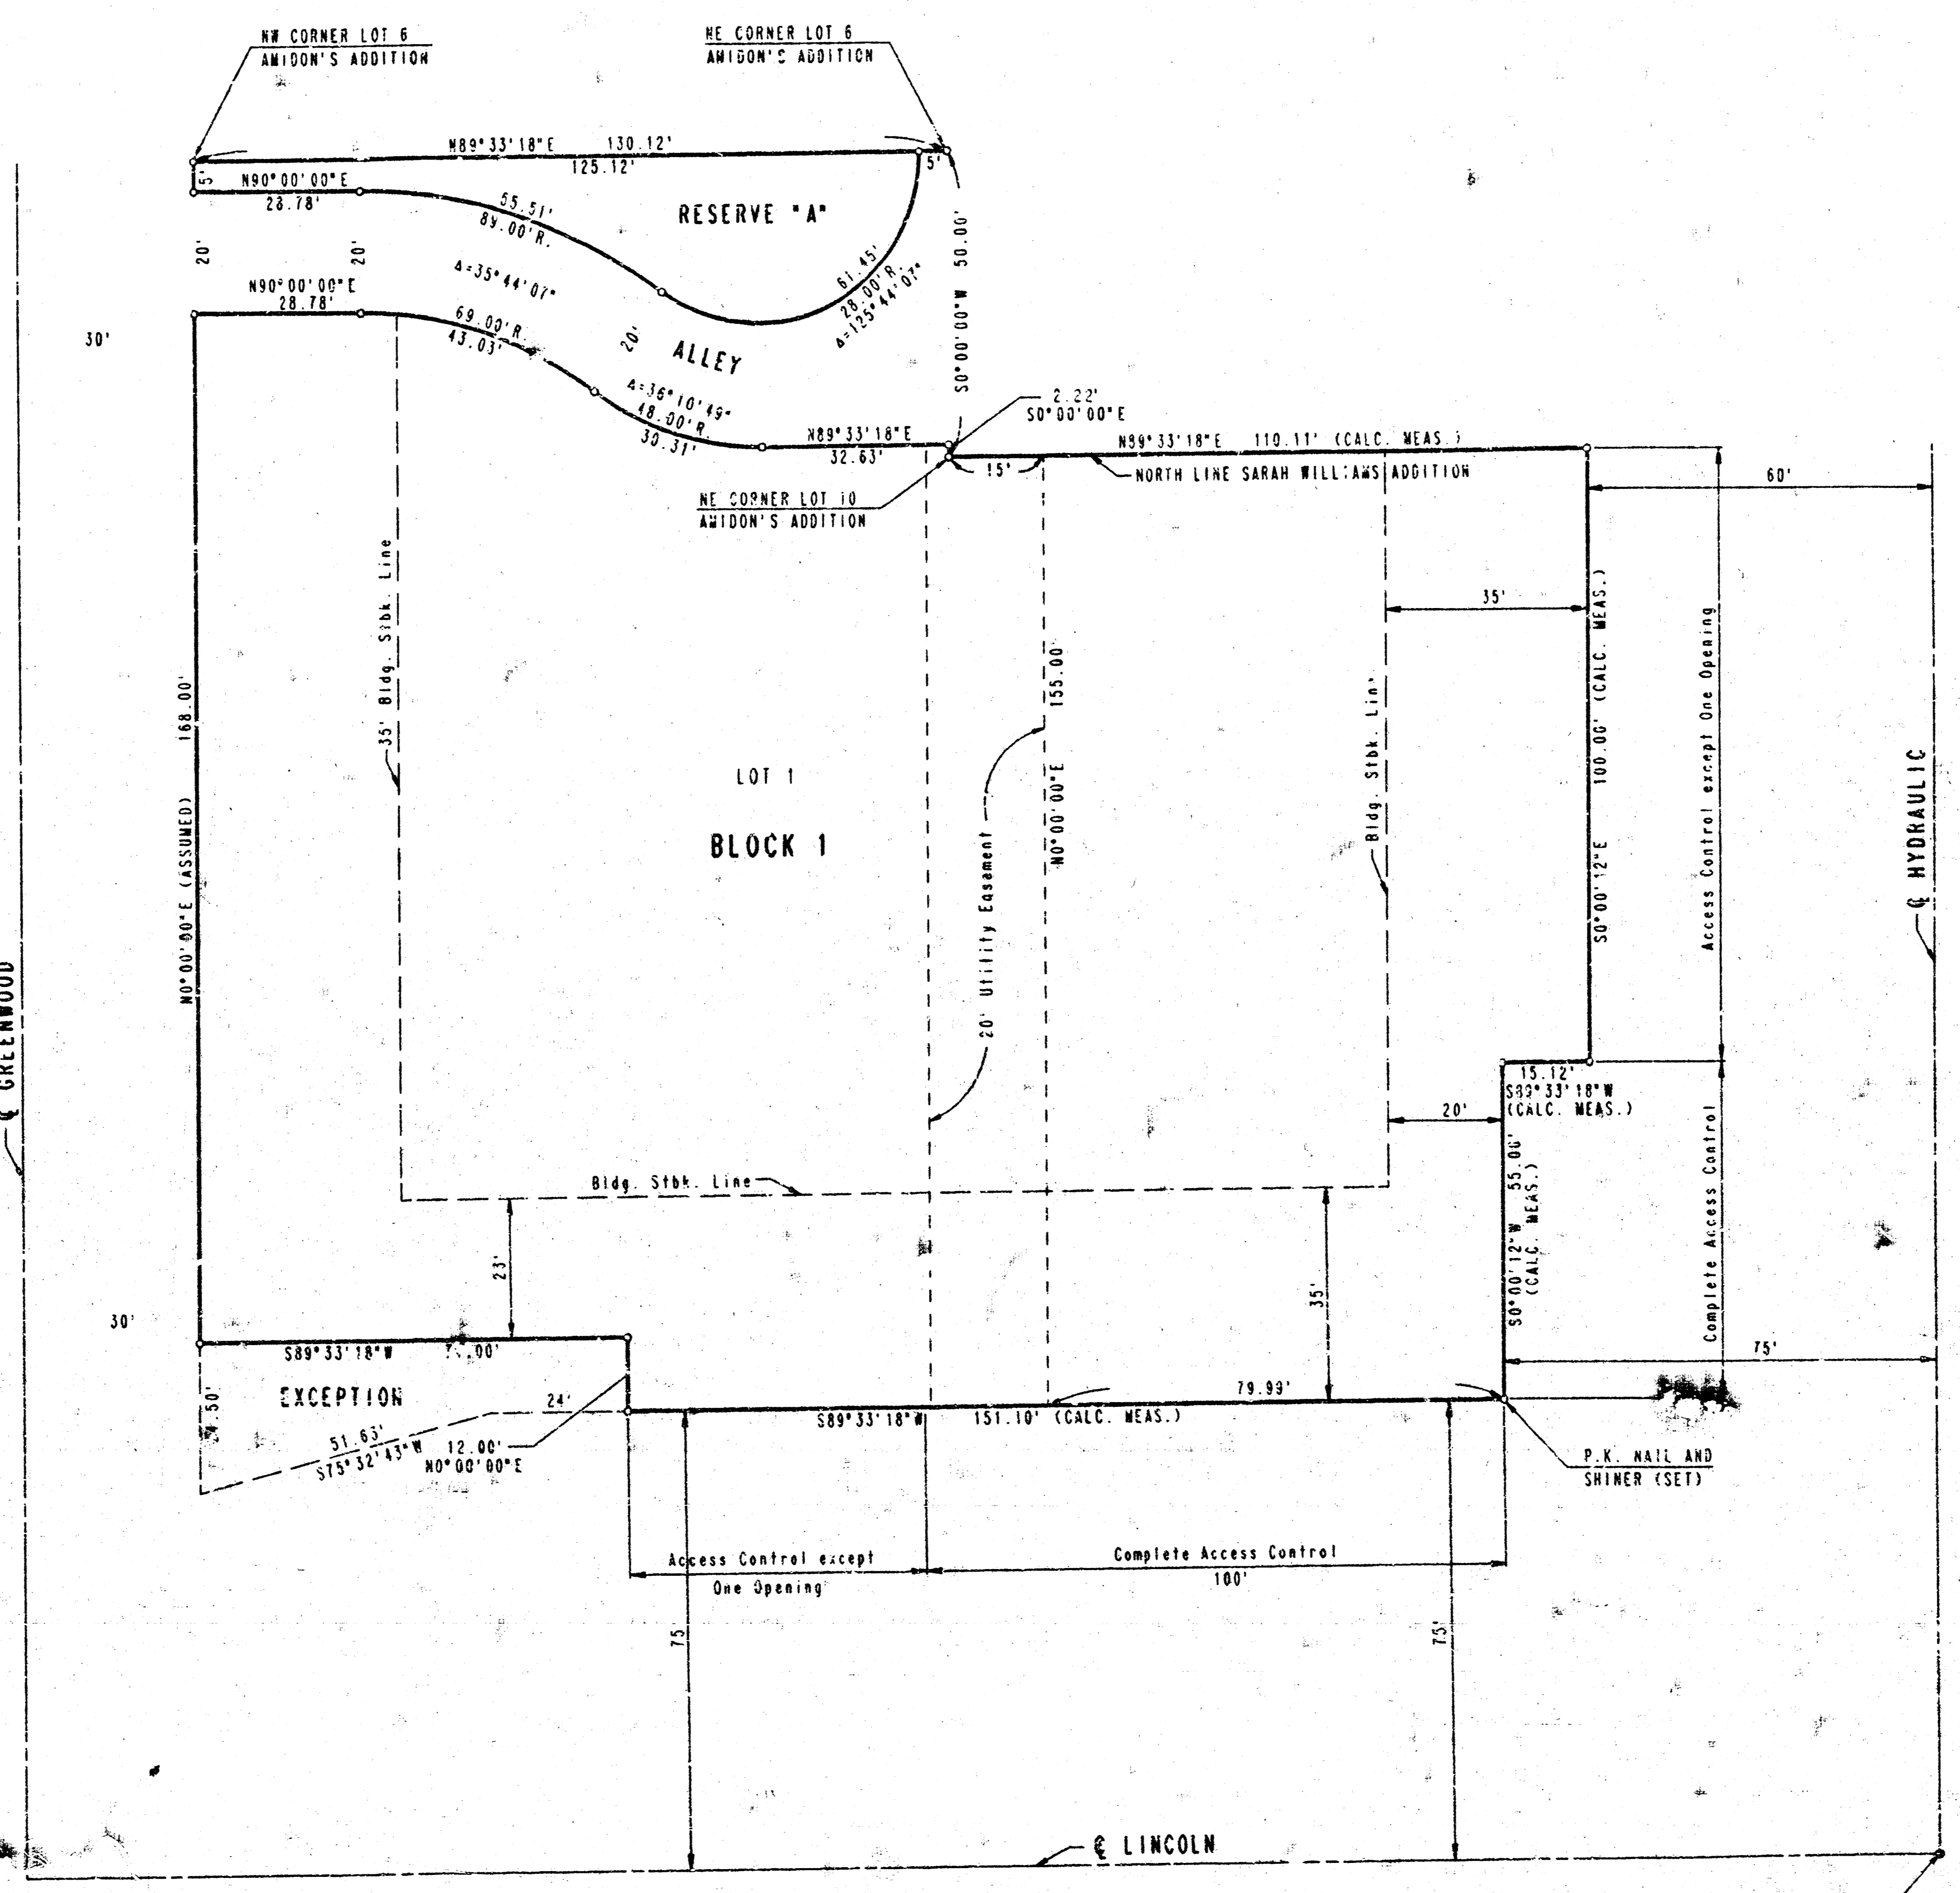 NW CORNER LOT 6
AMIDON'S ADDITION
NE CORNER LOT 6
AMIDON'S ADDITION
N89°33'18"E 130.12'
125.12'
5'
5'
N90°00'00"E
28.78'
55.51'
89.00'R.
RESERVE "A"
20'
20'
Δ=35°44'07"
61.45'
28.00'R.
Δ=125°44'07"
S0°00'00"W 50.00'
N90°00'00"E
28.78'
30'
69.00'R.
43.03'
20'
ALLEY
Δ=36°10'49"
48.00'R.
30.31'
N89°33'18"E
32.63'
2.22'
S0°00'00"E
N89°33'18"E 110.11' (CALC. MEAS.)
15'
NORTH LINE SARAH WILLIAMS ADDITION
60'
NE CORNER LOT 10
AMIDON'S ADDITION
35' Bldg. Stbk. Line
35'
S0°00'12"E 100.00' (CALC. MEAS.)
Access Control except One Opening
N0°00'00"E (ASSUMED) 168.00'
LOT 1
BLOCK 1
20' Utility Easement
N0°00'00"E 155.00'
Bldg. Stbk. Line
℄ HYDRAULIC
℄ GREENWOOD
15.12'
S89°33'18"W
(CALC. MEAS.)
20'
S0°00'12"W 55.00'
(CALC. MEAS.)
Complete Access Control
Bldg. Stbk. Line
23'
35'
30'
S89°33'18"W
75'
EXCEPTION
24'
79.99'
S89°33'18"W 151.10' (CALC. MEAS.)
51.63'
S75°32'43"W
12.00'
N0°00'00"E
P.K. NAIL AND
SHINER (SET)
Access Control except
One Opening
Complete Access Control
100'
75'
75'
℄ LINCOLN